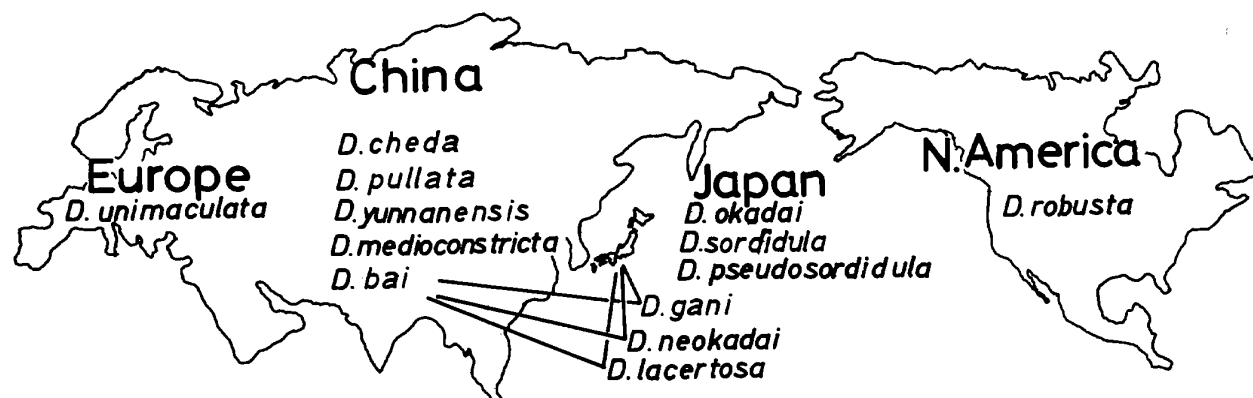 China
D. cheda
D. pullata
D. yunnanensis
D. medioconstricta
D. bai
Europe
D. unimaculata
Japan
D. okadai
D. sordidula
D. pseudosordidula
D. gani
D. neokadai
D. lacertosa
N. America
D. robusta